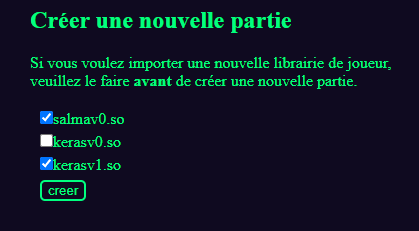 Créer une nouvelle partie
Si vous voulez importer une nouvelle librairie de joueur,
veuillez le faire avant de créer une nouvelle partie.
salmav0.so
kerasv0.so
kerasv1.so
creer